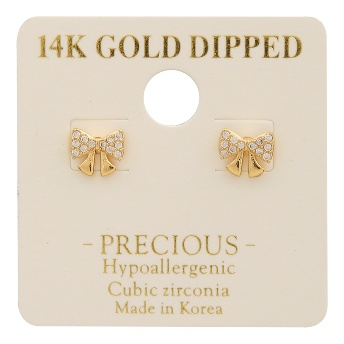 14K GOLD DIPPED
- PRECIOUS -
Hypoallergenic
Cubic zirconia
Made in Korea